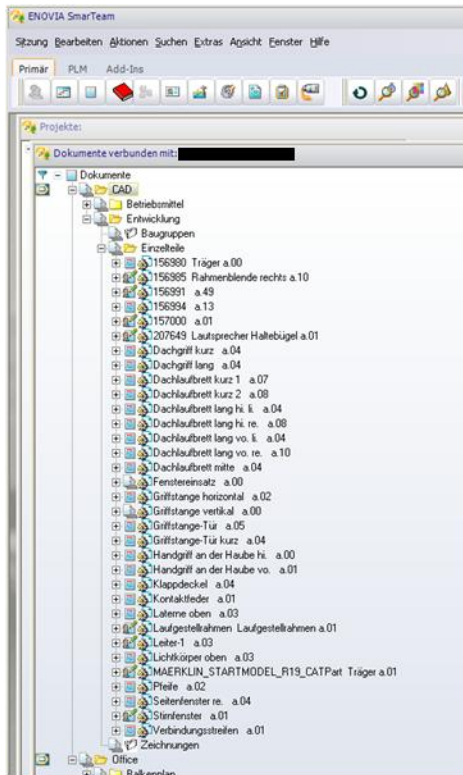 ENOVIA SmarTeam
Sitzung Bearbeiten Aktionen Suchen Extras Ansicht Fenster Hilfe
Primär PLM Add-Ins
Projekte:
Dokumente verbunden mit:
Dokumente
CAD
Betriebsmittel
Entwicklung
Baugruppen
Einzelteile
156980 Träger a.00
156985 Rahmenblende rechts a.10
156991 a.49
156994 a.13
157000 a.01
207649 Lautsprecher Haltebügel a.01
Dachgriff kurz a.04
Dachgriff lang a.04
Dachlaufbrett kurz 1 a.07
Dachlaufbrett kurz 2 a.08
Dachlaufbrett lang hi. li. a.04
Dachlaufbrett lang hi. re. a.08
Dachlaufbrett lang vo. li. a.04
Dachlaufbrett lang vo. re. a.10
Dachlaufbrett mitte a.04
Fenstereinsatz a.00
Griffstange horizontal a.02
Griffstange vertikal a.00
Griffstange-Tür a.05
Griffstange-Tür kurz a.04
Handgriff an der Haube hi. a.00
Handgriff an der Haube vo. a.01
Klappdeckel a.04
Kontaktfeder a.01
Laterne oben a.03
Laufgestellrahmen Laufgestellrahmen a.01
Leiter-1 a.03
Lichtkörper oben a.03
MAERKLIN_STARTMODEL_R19_CATPart Träger a.01
Pfeife a.02
Seitenfenster re. a.04
Stirnfenster a.01
Verbindungsstreifen a.01
Zeichnungen
Office
Balkenplan